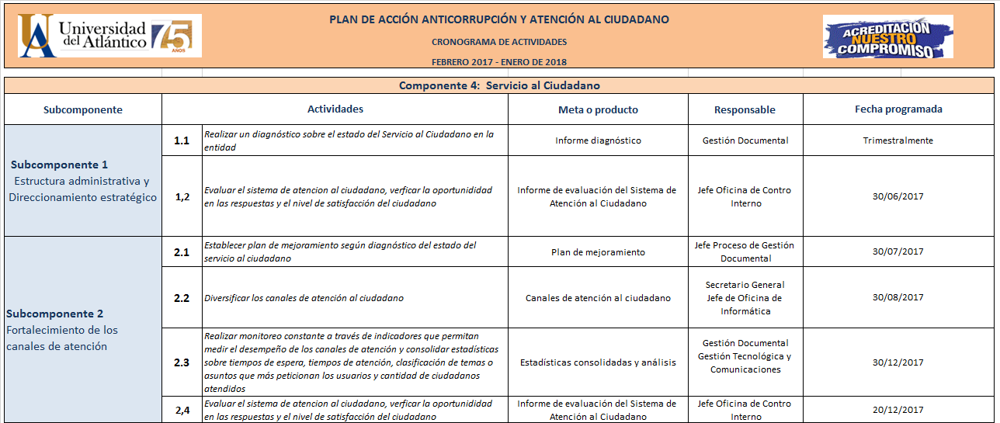 Universidad
del Atlántico
75
AÑOS
PLAN DE ACCIÓN ANTICORRUPCIÓN Y ATENCIÓN AL CIUDADANO
CRONOGRAMA DE ACTIVIDADES
FEBRERO 2017 - ENERO DE 2018
ACREDITACIÓN
NUESTRO
COMPROMISO
Componente 4: Servicio al Ciudadano
Subcomponente
Actividades
Meta o producto
Responsable
Fecha programada
Subcomponente 1
Estructura administrativa y
Direccionamiento estratégico
1.1
Realizar un diagnóstico sobre el estado del Servicio al Ciudadano en la
entidad
Informe diagnóstico
Gestión Documental
Trimestralmente
1,2
Evaluar el sistema de atencion al ciudadano, verficar la oportunididad
en las respuestas y el nivel de satisfacción del ciudadano
Informe de evaluación del Sistema de
Atención al Ciudadano
Jefe Oficina de Contro
Interno
30/06/2017
Subcomponente 2
Fortalecimiento de los
canales de atención
2.1
Establecer plan de mejoramiento según diagnóstico del estado del
servicio al ciudadano
Plan de mejoramiento
Jefe Proceso de Gestión
Documental
30/07/2017
2.2
Diversificar los canales de atención al ciudadano
Canales de atención al ciudadano
Secretario General
Jefe de Oficina de
Informática
30/08/2017
2.3
Realizar monitoreo constante a través de indicadores que permitan
medir el desempeño de los canales de atención y consolidar estadísticas
sobre tiempos de espera, tiempos de atención, clasificación de temas o
asuntos que más peticionan los usuarios y cantidad de ciudadanos
atendidos
Estadísticas consolidadas y análisis
Gestión Documental
Gestión Tecnológica y
Comunicaciones
30/12/2017
2,4
Evaluar el sistema de atencion al ciudadano, verficar la oportunididad
en las respuestas y el nivel de satisfacción del ciudadano
Informe de evaluación del Sistema de
Atención al Ciudadano
Jefe Oficina de Contro
Interno
20/12/2017